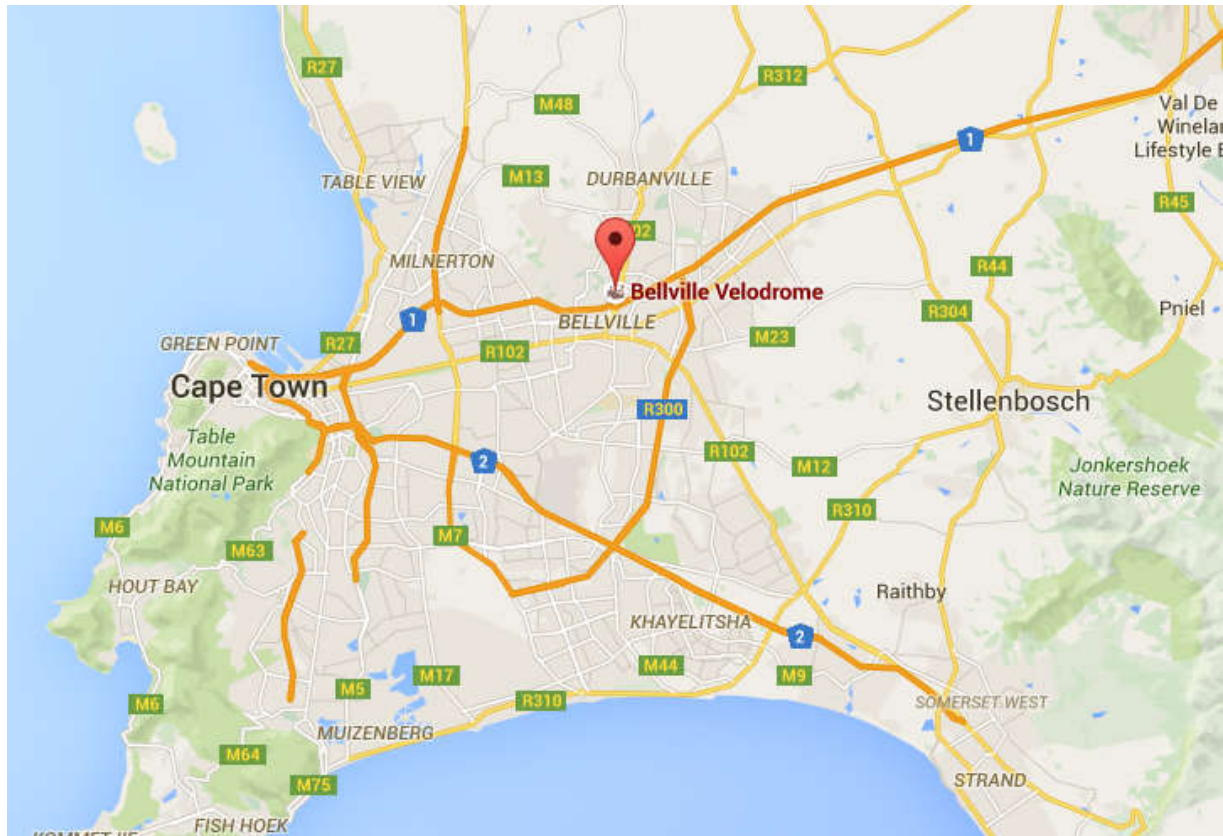 R27
R312
M48
Val De
Winelan
Lifestyle E
1
M13
DURBANVILLE
TABLE VIEW
R45
02
MILNERTON
R44
Bellville Velodrome
Pniel
R304
1
BELLVILLE
M23
GREEN POINT
R27
R102
Cape Town
Stellenbosch
R300
Table
Mountain
National Park
R102
2
M12
Jonkershoek
Nature Reserve
R310
M6
M7
M63
HOUT BAY
Raithby
KHAYELITSHA
2
M44
M9
M17
M5
M6
R310
SOMERSET WEST
MUIZENBERG
M64
M75
STRAND
FISH HOEK